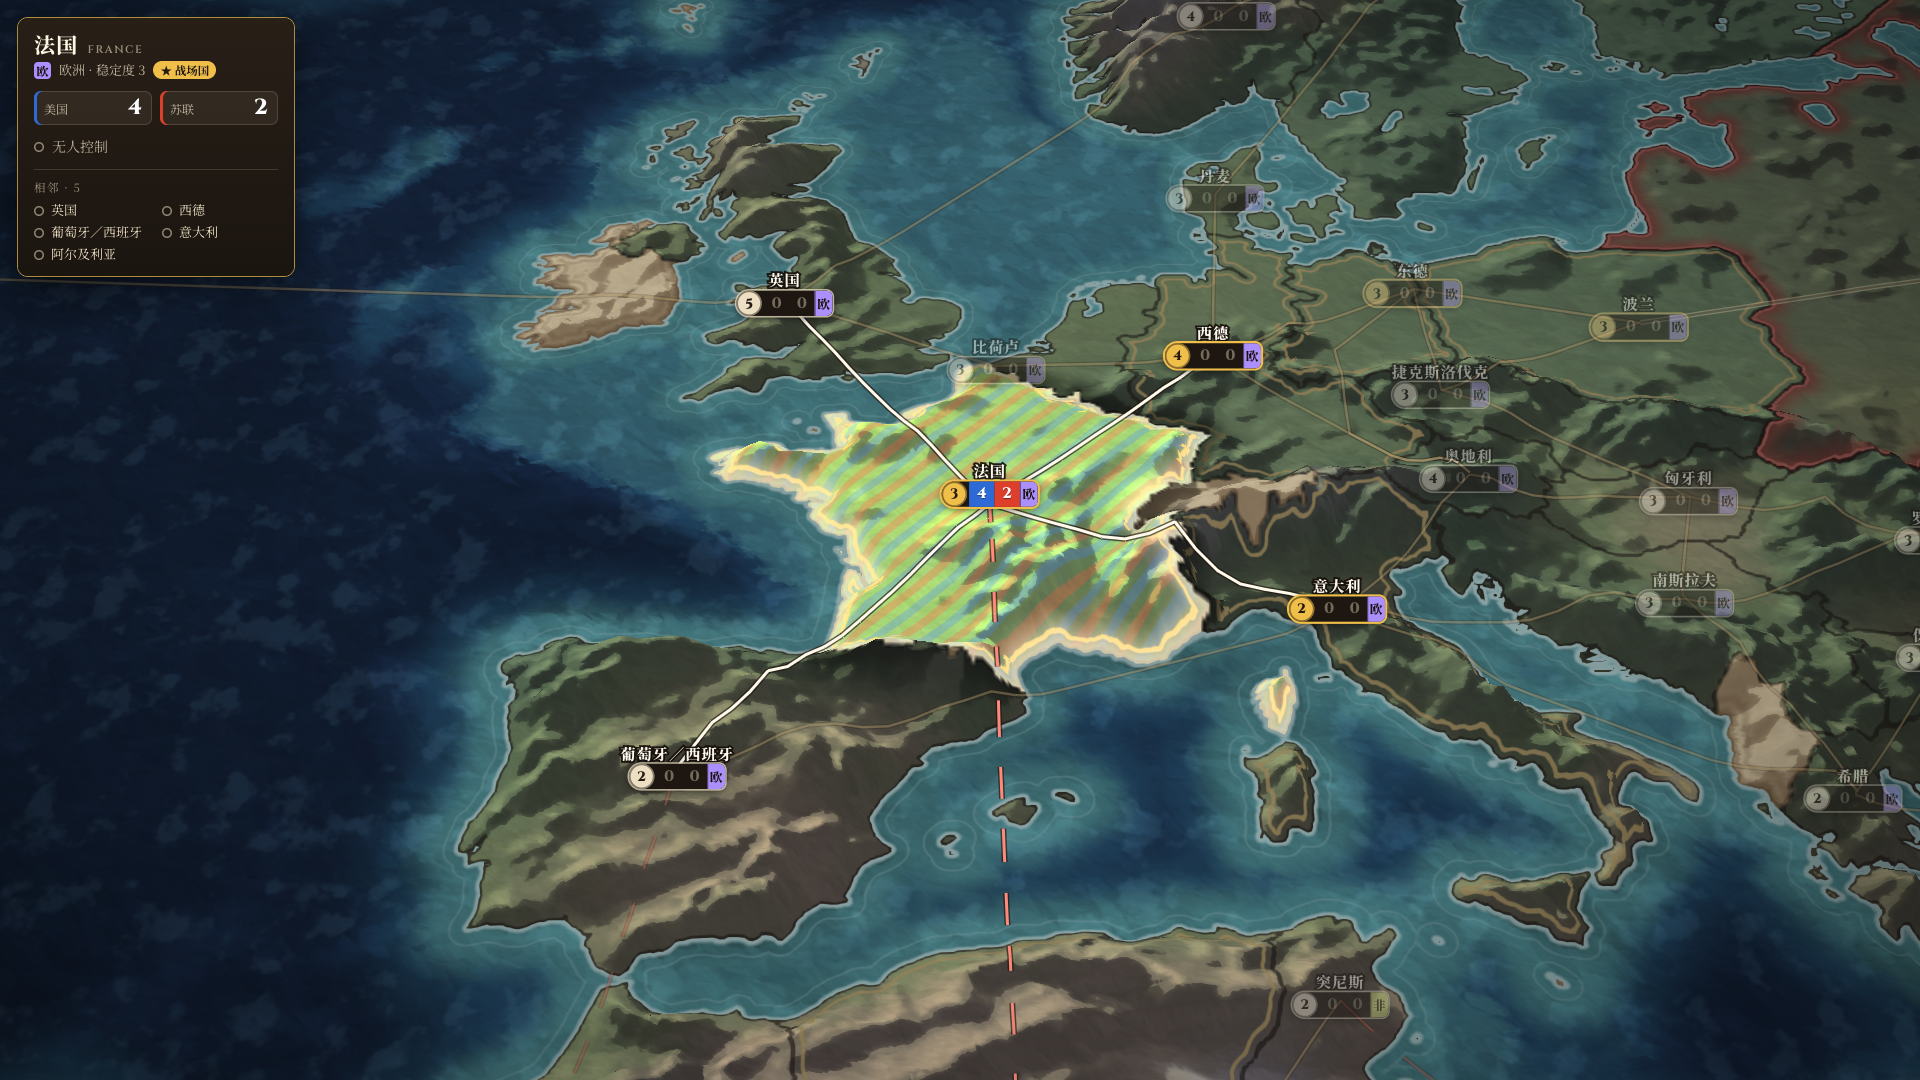 法国 FRANCE
欧 欧洲 · 稳定度 3 ★ 战场国
美国 4 苏联 2
无人控制
相邻 · 5
英国 西德
葡萄牙／西班牙 意大利
阿尔及利亚
4 0 0 欧
丹麦
3 0 0 欧
英国
5 0 0 欧
东德
3 0 0 欧
波兰
3 0 0 欧
西德
4 0 0 欧
比荷卢
3 0 0 欧
捷克斯洛伐克
3 0 0 欧
奥地利
4 0 0 欧
法国
3 4 2 欧
匈牙利
3 0 0 欧
3
意大利
2 0 0 欧
南斯拉夫
3 0 0 欧
3
葡萄牙／西班牙
2 0 0 欧
希腊
2 0 0 欧
突尼斯
2 0 0 非